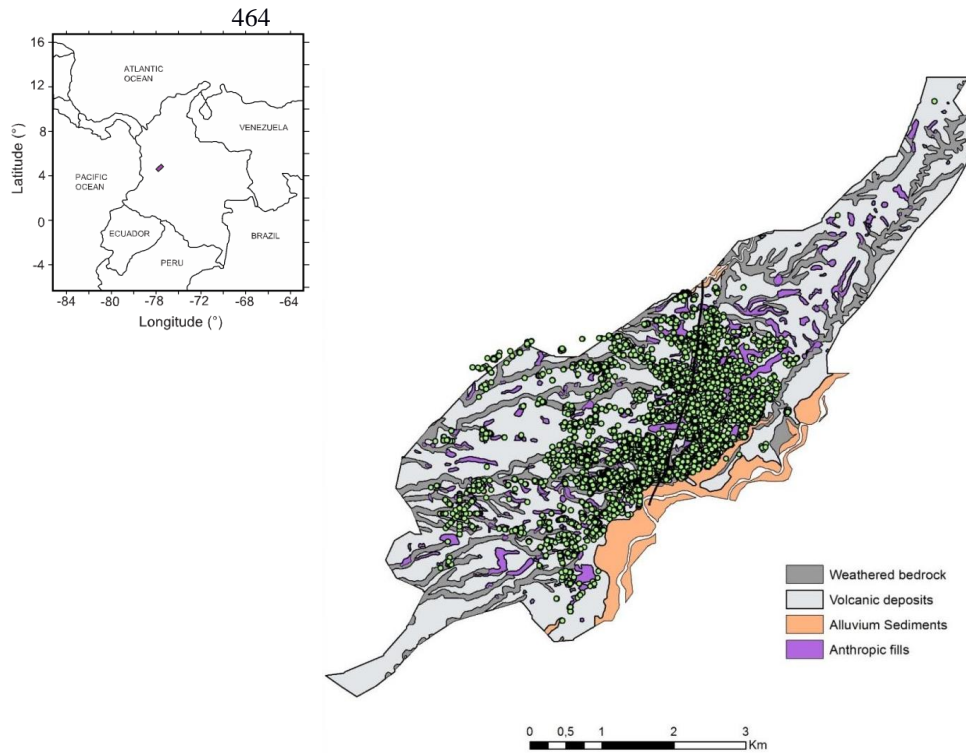 464
16
12
8
4
0
-4
Latitude (°)
ATLANTIC
OCEAN
VENEZUELA
PACIFIC
OCEAN
ECUADOR
PERU
BRAZIL
-84 -80 -76 -72 -68 -64
Longitude (°)
Weathered bedrock
Volcanic deposits
Alluvium Sediments
Anthropic fills
0 0,5 1 2 3
Km